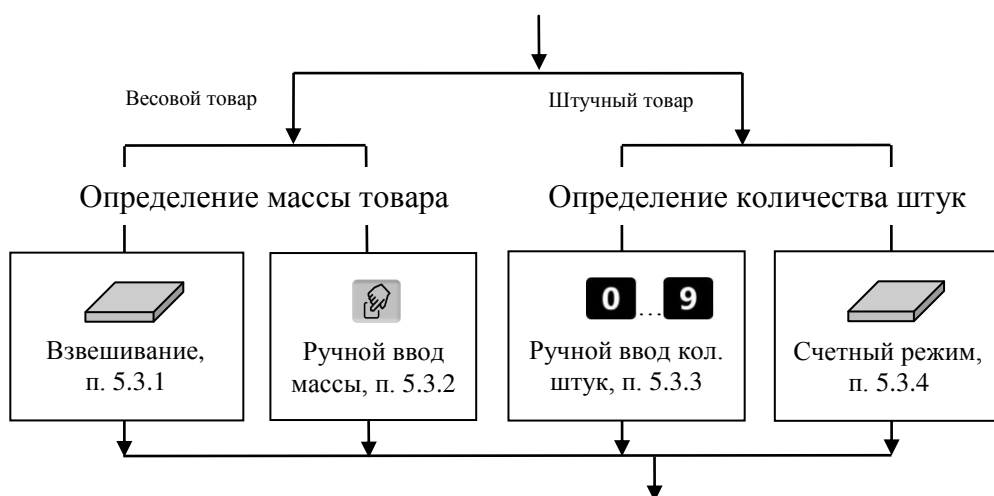 Весовой товар
Штучный товар
Определение массы товара
Определение количества штук
Взвешивание,
п. 5.3.1
Ручной ввод
массы, п. 5.3.2
0...9
Ручной ввод кол.
штук, п. 5.3.3
Счетный режим,
п. 5.3.4